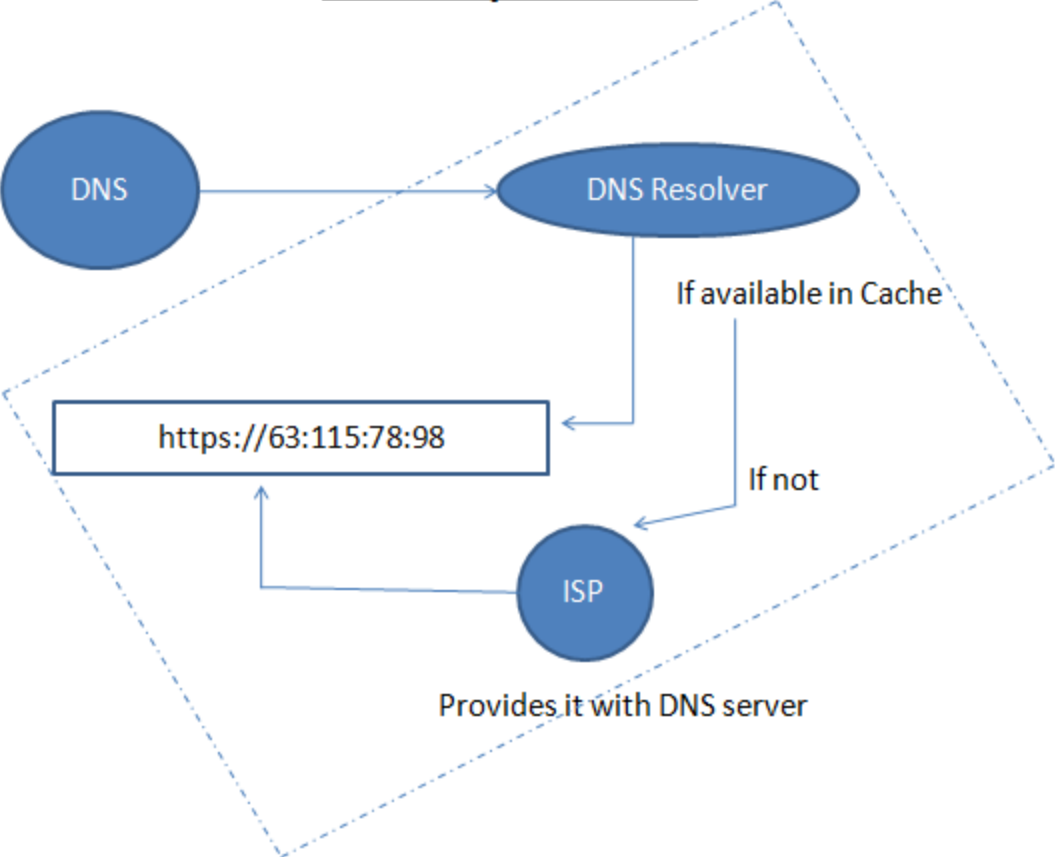 DNS
DNS Resolver
If available in Cache
https://63:115:78:98
If not
ISP
Provides it with DNS server